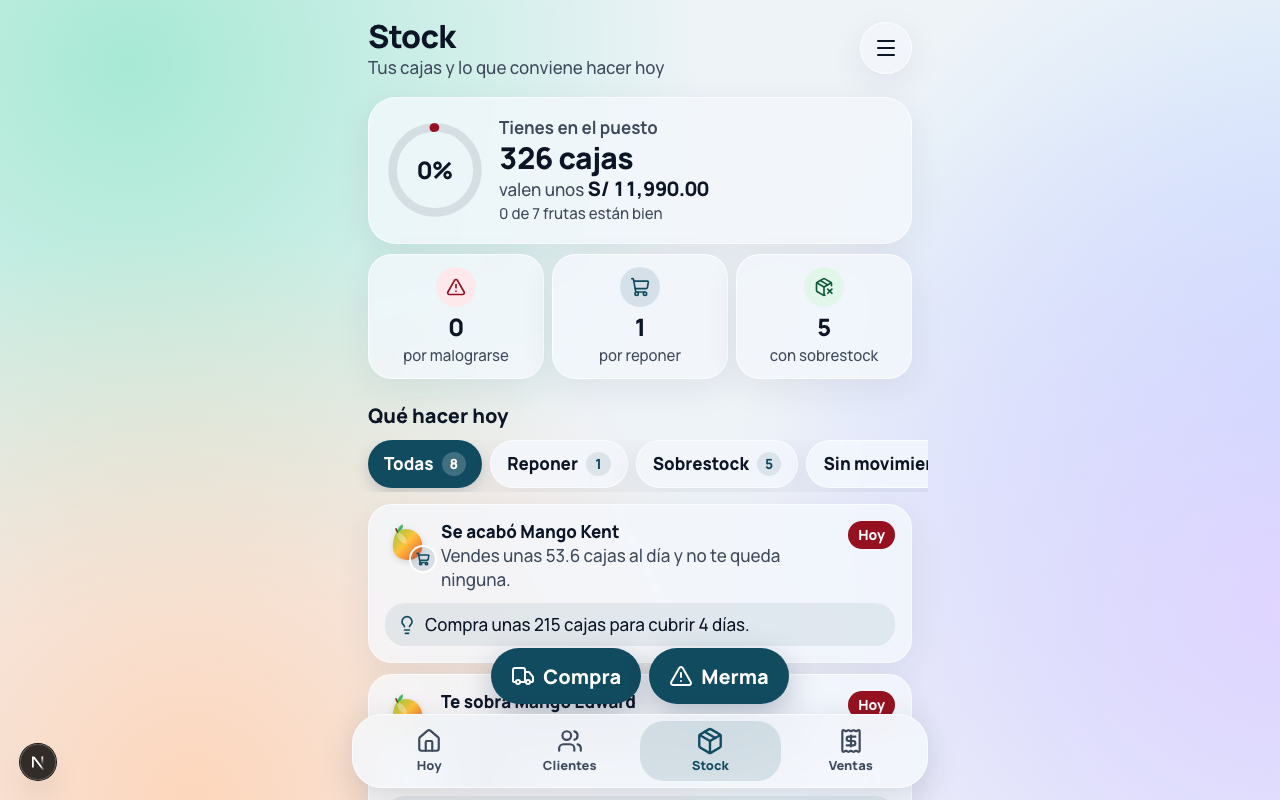 Stock
Tus cajas y lo que conviene hacer hoy
0%
Tienes en el puesto
326 cajas
valen unos S/ 11,990.00
0 de 7 frutas están bien
0
por malograrse
1
por reponer
5
con sobrestock
Qué hacer hoy
Todas 8
Reponer 1
Sobrestock 5
Sin
Se acabó Mango Kent
Hoy
Vendes unas 53.6 cajas al día y no te queda
ninguna.
Compra unas 215 cajas para cubrir 4 días.
Compra
Merma
Te sobra Mango Edward
Hoy
Hoy
Clientes
Stock
Ventas
N